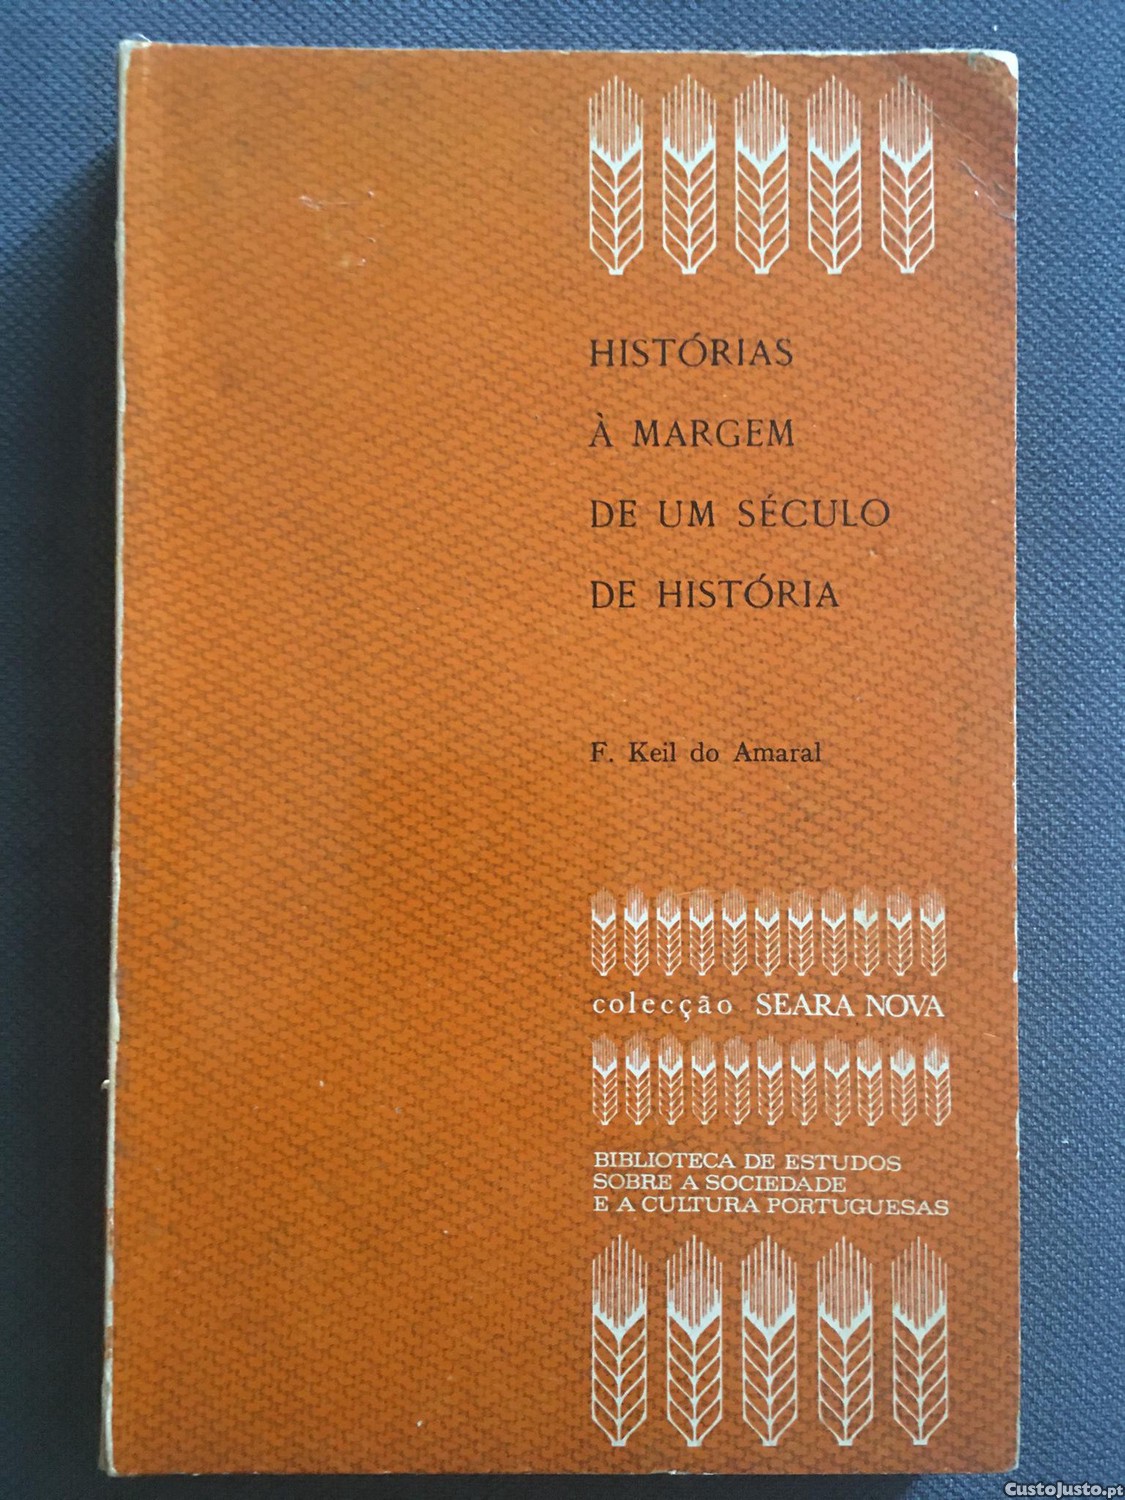 HISTÓRIAS
À MARGEM
DE UM SÉCULO
DE HISTÓRIA
F. Keil do Amaral
colecção SEARA NOVA
BIBLIOTECA DE ESTUDOS
SOBRE A SOCIEDADE
E A CULTURA PORTUGUESAS
CustoJusto.pt